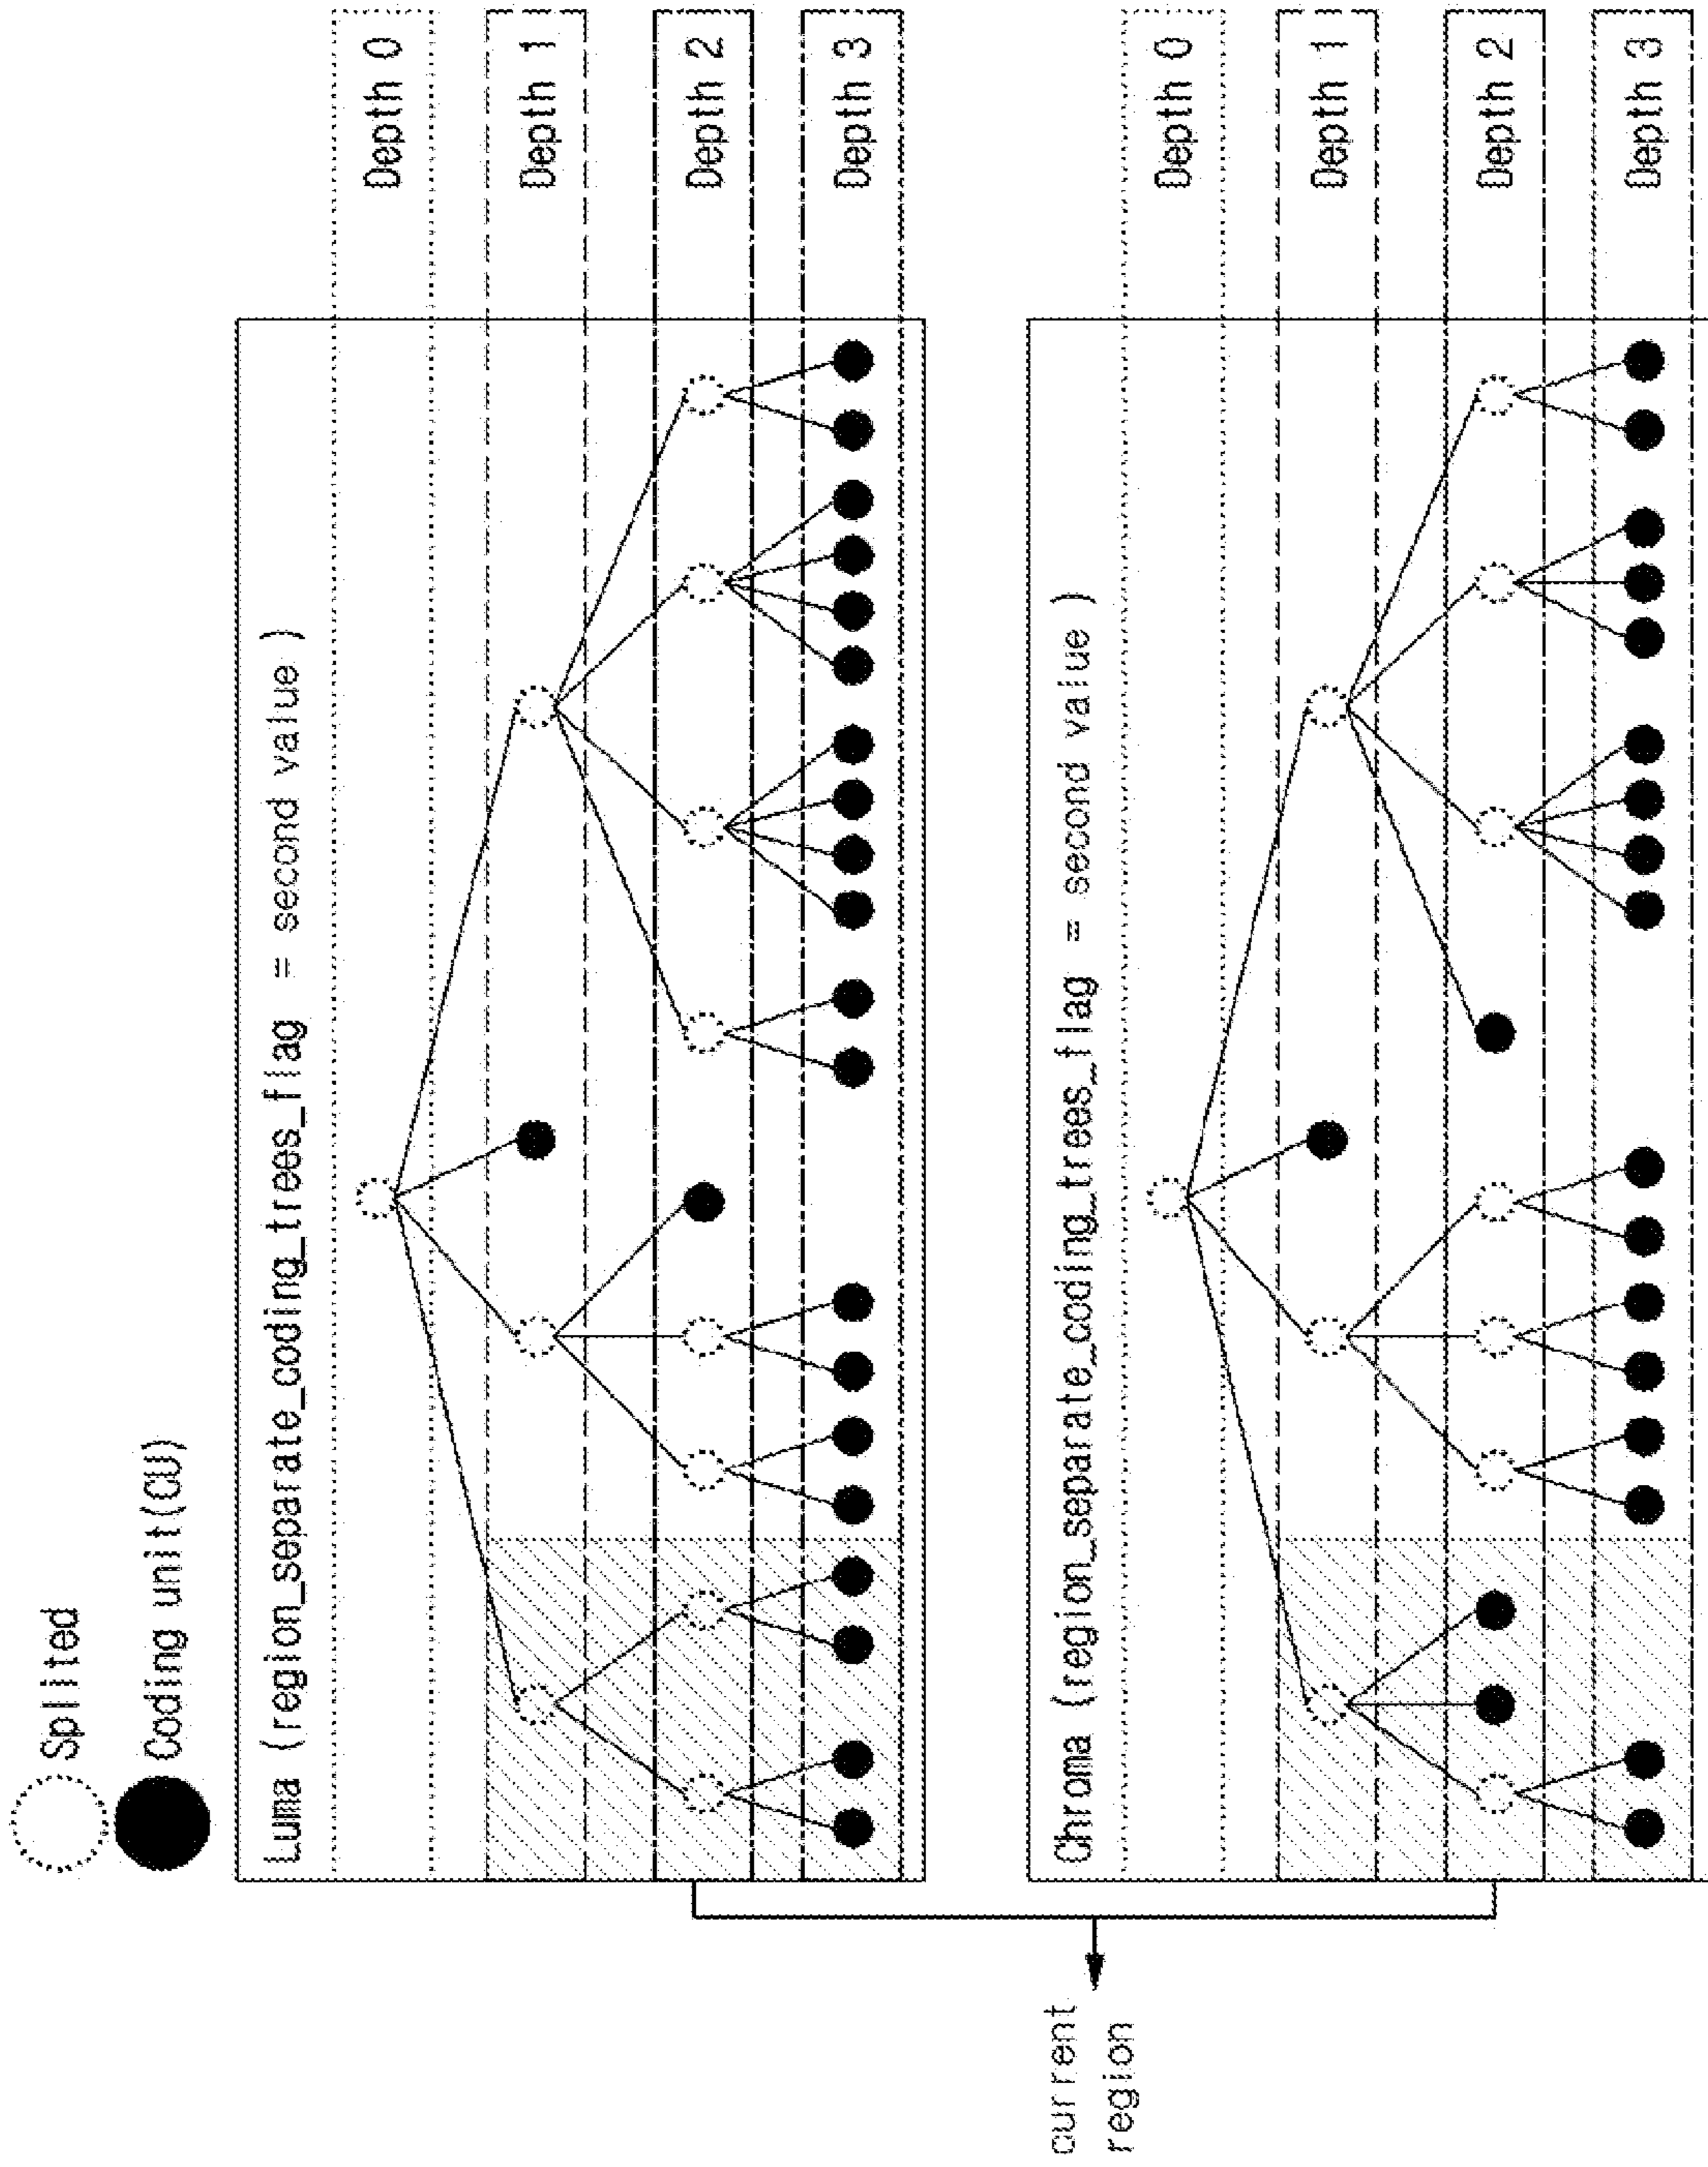 Splited
Coding unit(CU)
Luma (region_separate_coding_trees_flag = second value )
Depth 0
Depth 1
Depth 2
Depth 3
Chroma (region_separate_coding_trees_flag = second value )
Depth 0
Depth 1
Depth 2
Depth 3
current
region